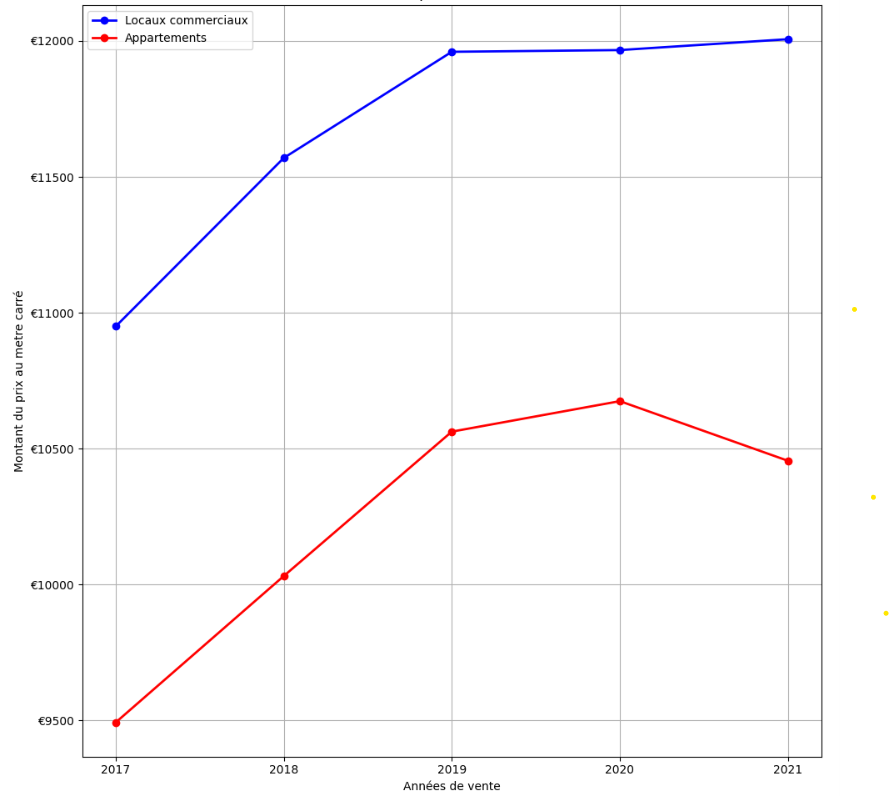 Locaux commerciaux
Appartements
€12000
€11500
€11000
€10500
€10000
€9500
Montant du prix au metre carré
2017 2018 2019 2020 2021
Années de vente